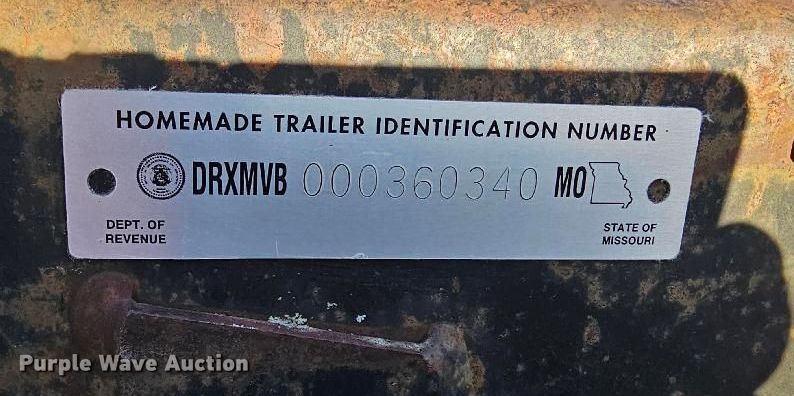 HOMEMADE TRAILER IDENTIFICATION NUMBER
DRXMVB 000360340 MO
DEPT. OF
REVENUE
STATE OF
MISSOURI
Purple Wave Auction